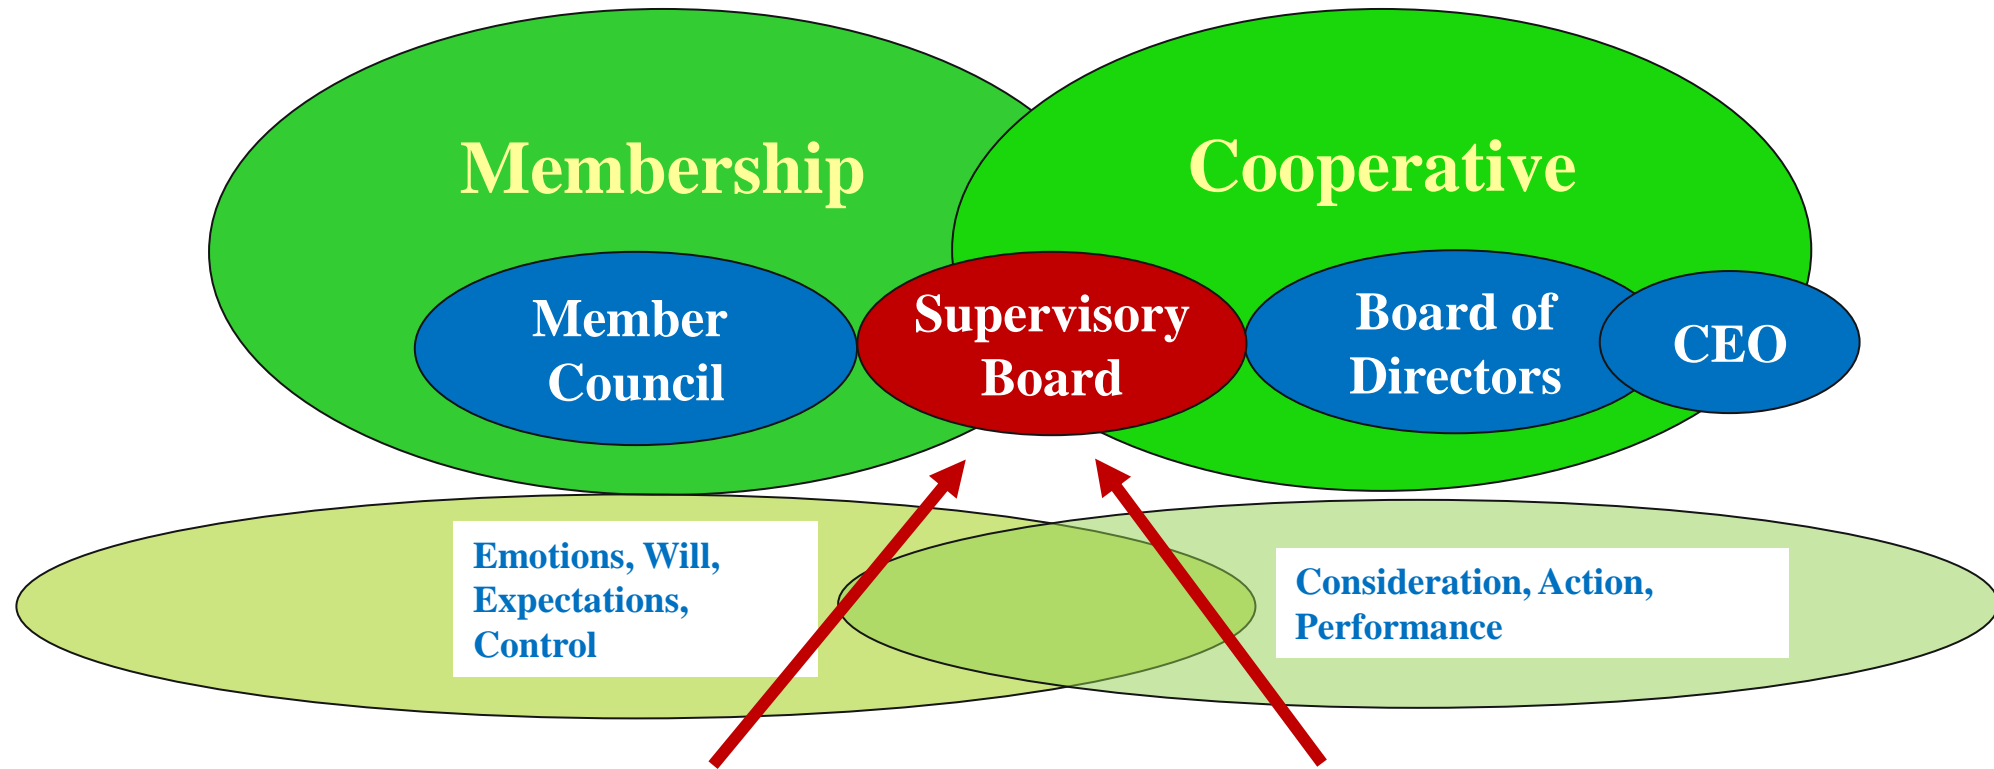 Membership
Cooperative
Member
Council
Supervisory
Board
Board of
Directors
CEO
Emotions, Will,
Expectations,
Control
Consideration, Action,
Performance